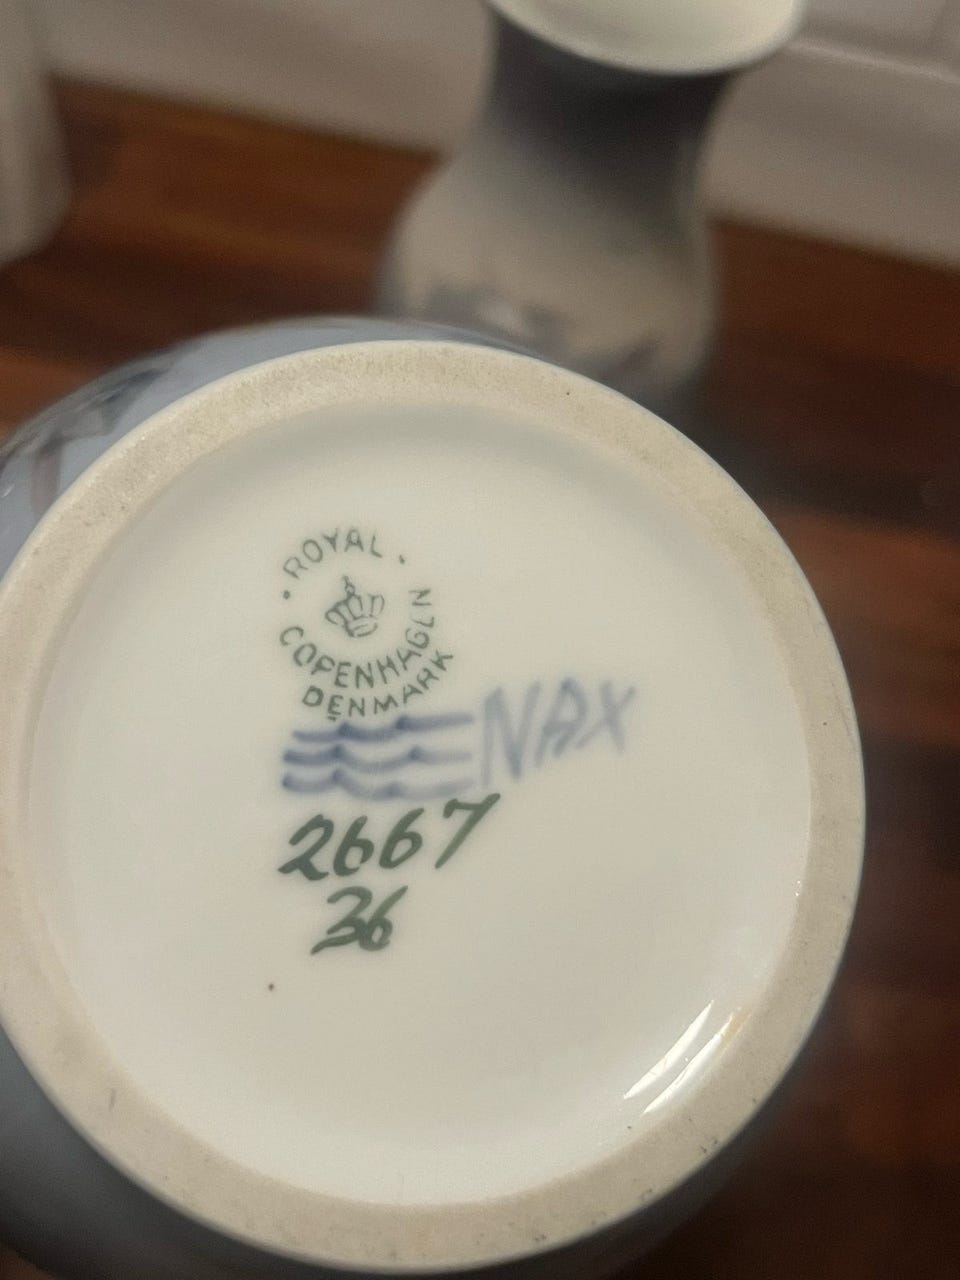 ROYAL
COPENHAGEN
DENMARK
NAX
2667
36